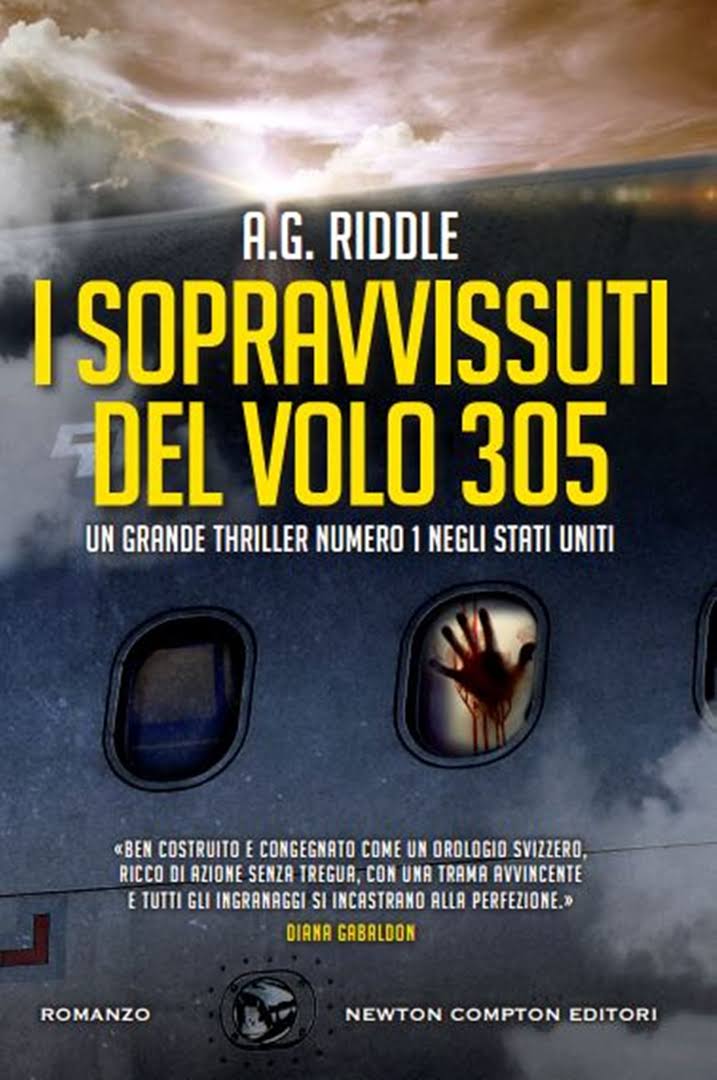 A.G. RIDDLE
I SOPRAVVISSUTI
DEL VOLO 305
UN GRANDE THRILLER NUMERO 1 NEGLI STATI UNITI
«BEN COSTRUITO E CONGEGNATO COME UN OROLOGIO SVIZZERO,
RICCO DI AZIONE SENZA TREGUA, CON UNA TRAMA AVVINCENTE
E TUTTI GLI INGRANAGGI SI INCASTRANO ALLA PERFEZIONE.»
DIANA GABALDON
ROMANZO
NEWTON COMPTON EDITORI